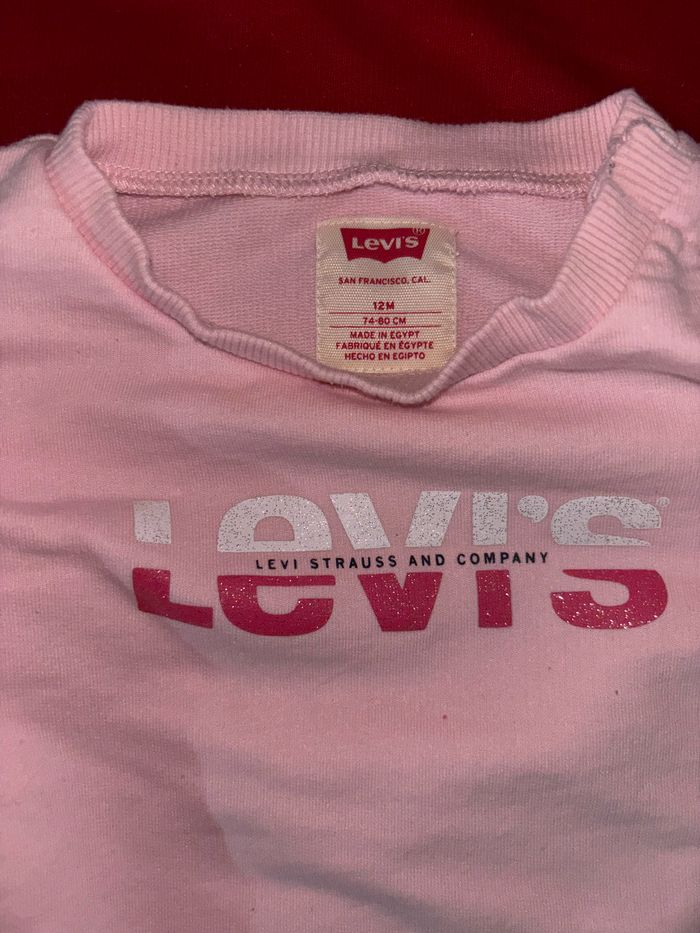 Levi's®
SAN FRANCISCO, CAL.
12M
74-80 CM
MADE IN EGYPT
FABRIQUÉ EN ÉGYPTE
HECHO EN EGIPTO
Levi's®
LEVI STRAUSS AND COMPANY